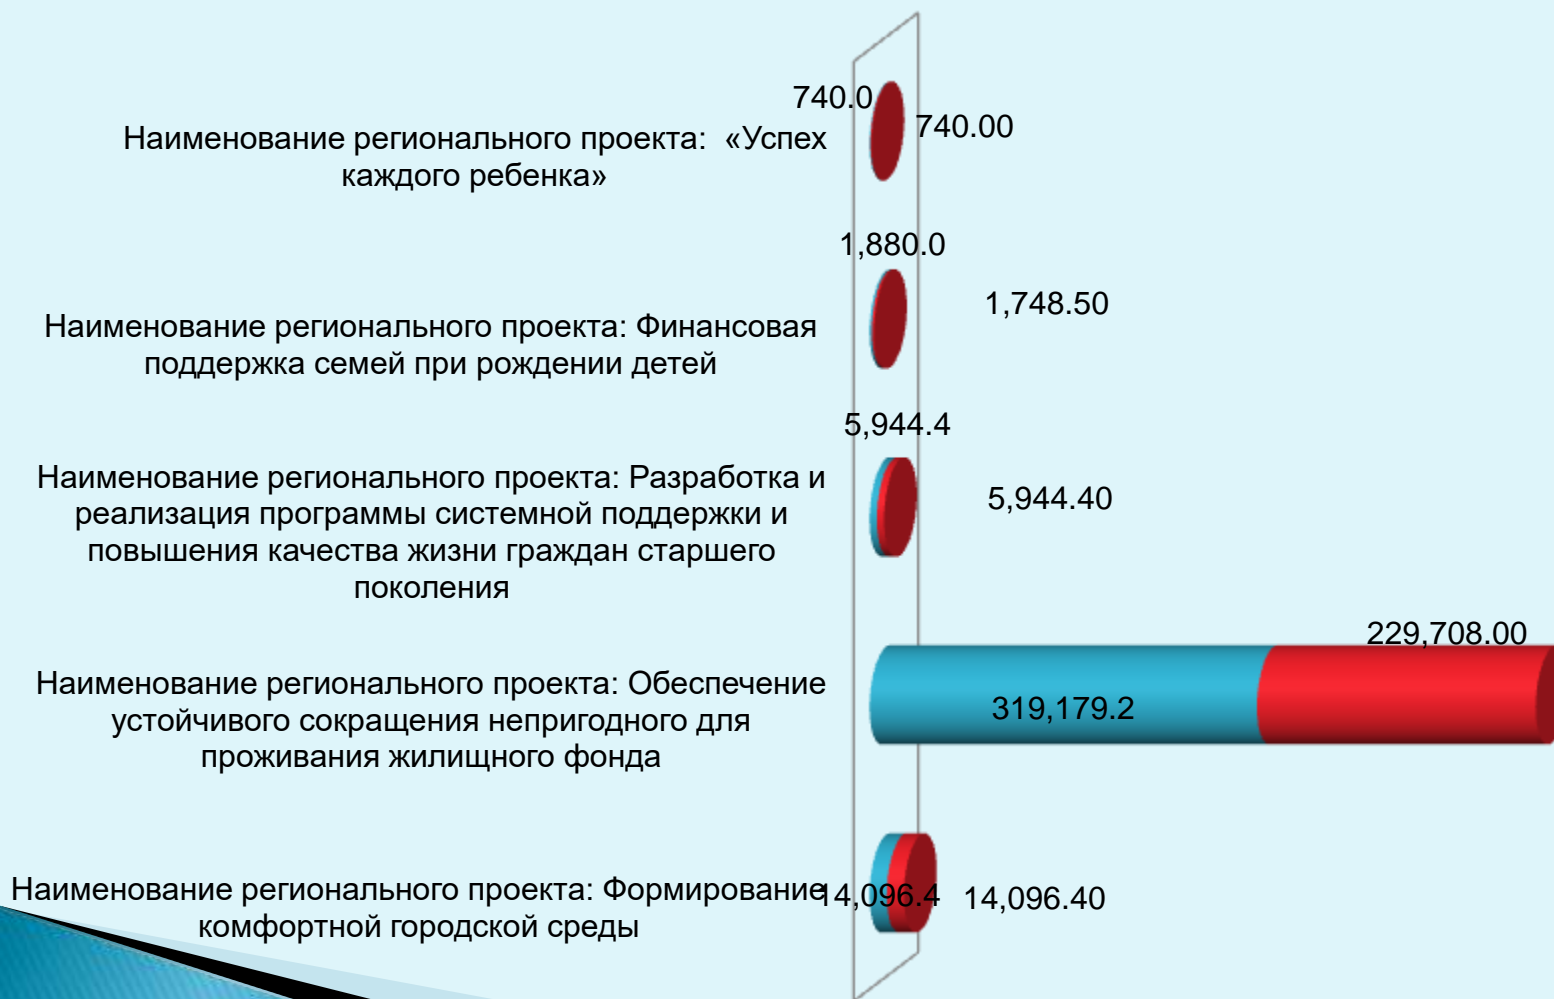 740.0
740.00
Наименование регионального проекта: «Успех
каждого ребенка»
1,880.0
1,748.50
Наименование регионального проекта: Финансовая
поддержка семей при рождении детей
5,944.4
5,944.40
Наименование регионального проекта: Разработка и
реализация программы системной поддержки и
повышения качества жизни граждан старшего
поколения
229,708.00
319,179.2
Наименование регионального проекта: Обеспечение
устойчивого сокращения непригодного для
проживания жилищного фонда
Наименование регионального проекта: Формирование
комфортной городской среды
14,096.4
14,096.40